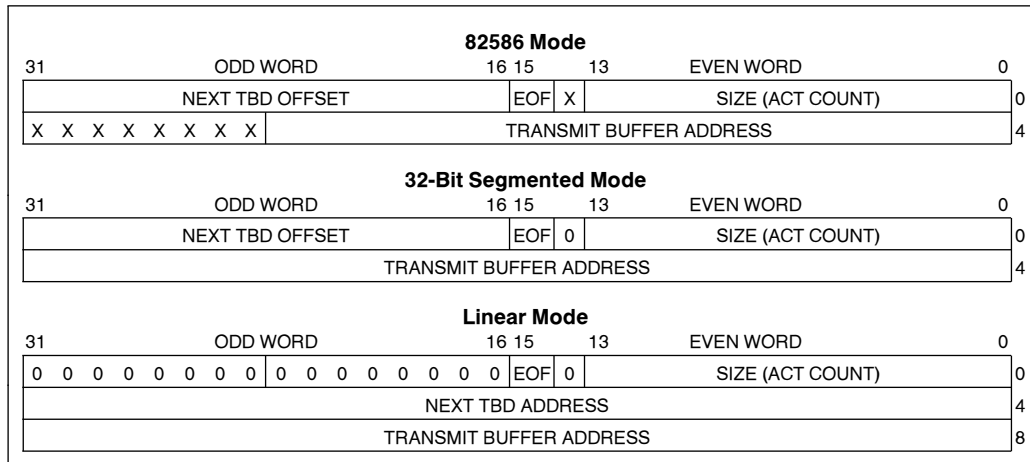 82586 Mode
31 ODD WORD 16 15 13 EVEN WORD 0
NEXT TBD OFFSET EOF X SIZE (ACT COUNT) 0
X X X X X X X X TRANSMIT BUFFER ADDRESS 4
32-Bit Segmented Mode
31 ODD WORD 16 15 13 EVEN WORD 0
NEXT TBD OFFSET EOF 0 SIZE (ACT COUNT) 0
TRANSMIT BUFFER ADDRESS 4
Linear Mode
31 ODD WORD 16 15 13 EVEN WORD 0
0 0 0 0 0 0 0 0 0 0 0 0 0 0 0 0 EOF 0 SIZE (ACT COUNT) 0
NEXT TBD ADDRESS 4
TRANSMIT BUFFER ADDRESS 8